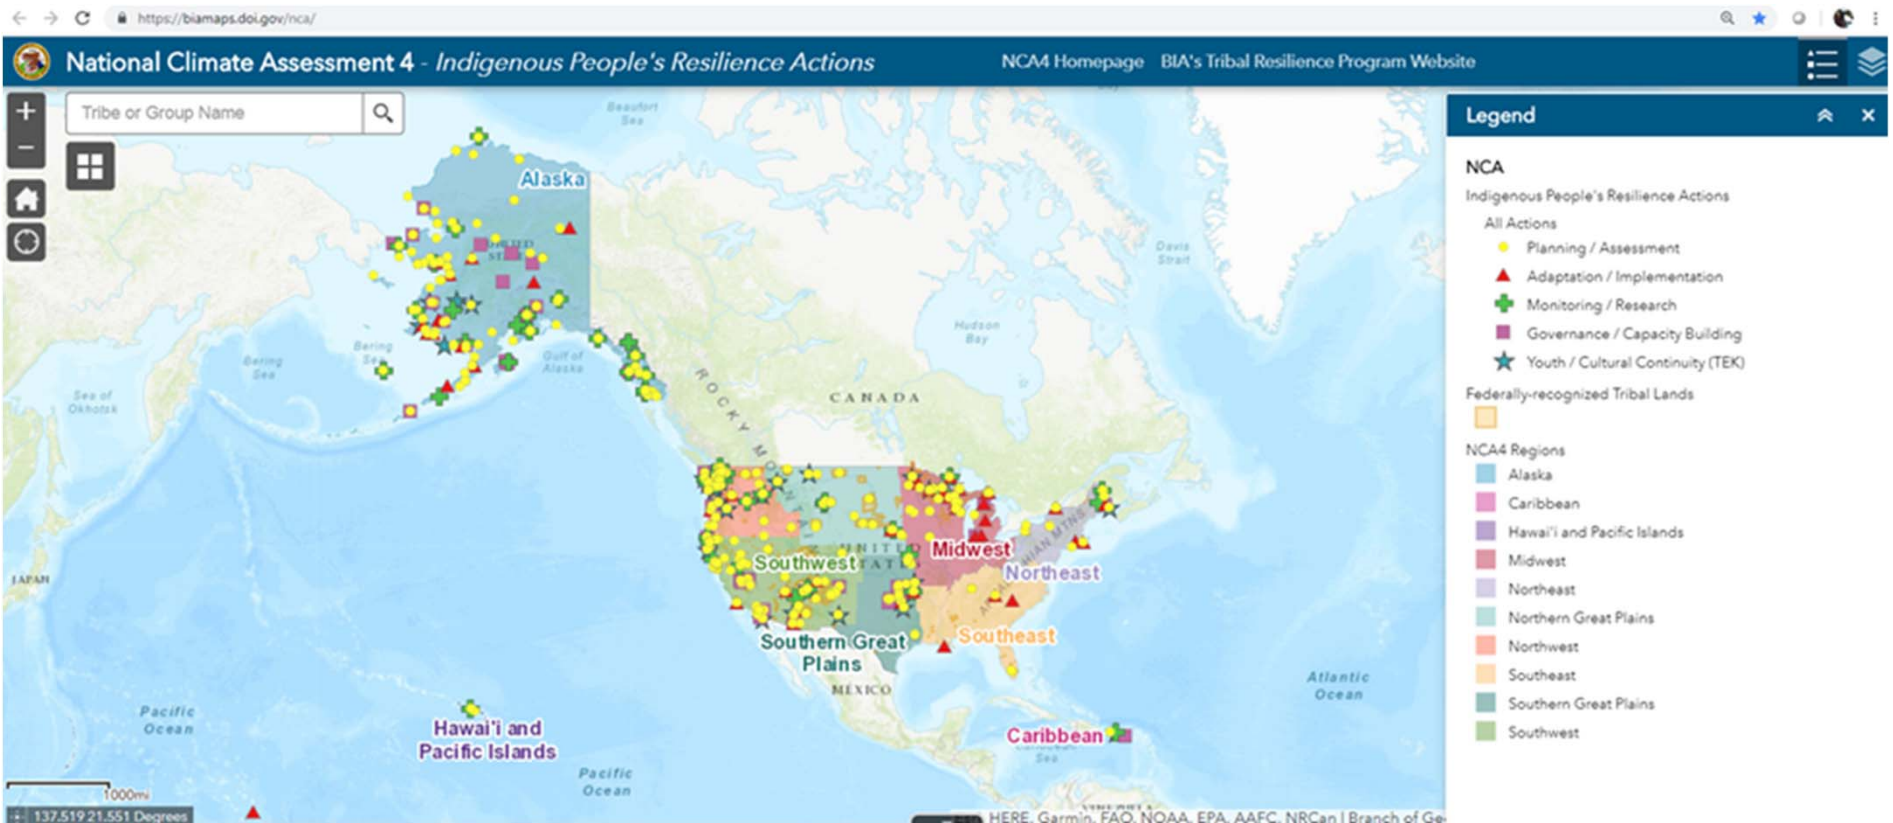 https://biamaps.doi.gov/nca/
National Climate Assessment 4 - Indigenous People's Resilience Actions
NCA4 Homepage
BIA's Tribal Resilience Program Website
Tribe or Group Name
Beaufort
Sea
Alaska
UNITED
Davis
Strait
Hudson
Bay
Bering
Sea
Bering
Sea
Gulf of
Alaska
Sea of
Okhotsk
CANADA
ROCKY
JAPAN
UNITED
Southwest
Midwest
Northeast
Southern Great
Plains
Southeast
MEXICO
Atlantic
Ocean
Pacific
Ocean
Hawai'i and
Pacific Islands
Caribbean
Sea
Pacific
Ocean
1000mi
137.519 21.551 Degrees
HERE, Garmin, FAO, NOAA, EPA, AAFC, NRCan | Branch of Ge
Legend
NCA
Indigenous People's Resilience Actions
All Actions
Planning / Assessment
Adaptation / Implementation
Monitoring / Research
Governance / Capacity Building
Youth / Cultural Continuity (TEK)
Federally-recognized Tribal Lands
NCA4 Regions
Alaska
Caribbean
Hawai'i and Pacific Islands
Midwest
Northeast
Northern Great Plains
Northwest
Southeast
Southern Great Plains
Southwest